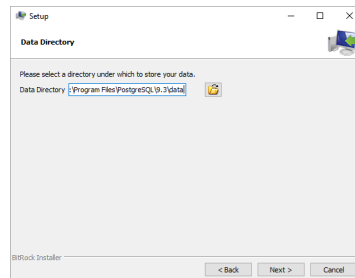 Setup
Data Directory
Please select a directory under which to store your data.
Data Directory :\Program Files\PostgreSQL\9.3\data
BitRock Installer
< Back Next > Cancel